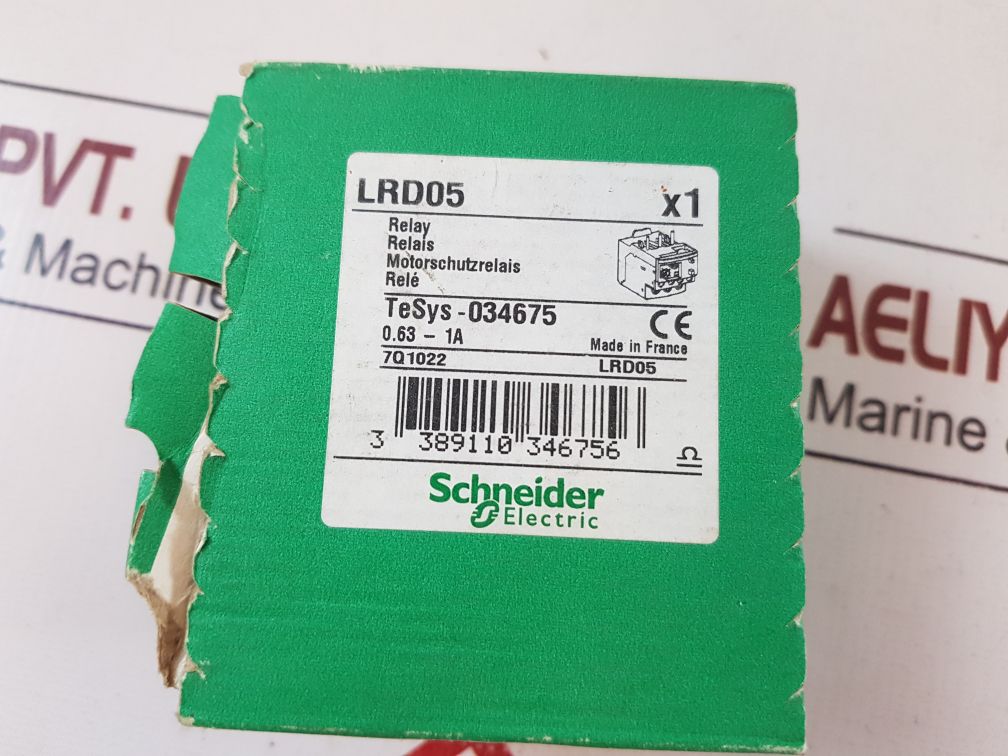 LRD05 x1
Relay
Relais
Motorschutzrelais
Relé
TeSys - 034675
0.63 - 1A
CE
Made in France
7Q1022 LRD05
3 389110 346756
Schneider
Electric
PVT.
& Machine
AELIY
Marine